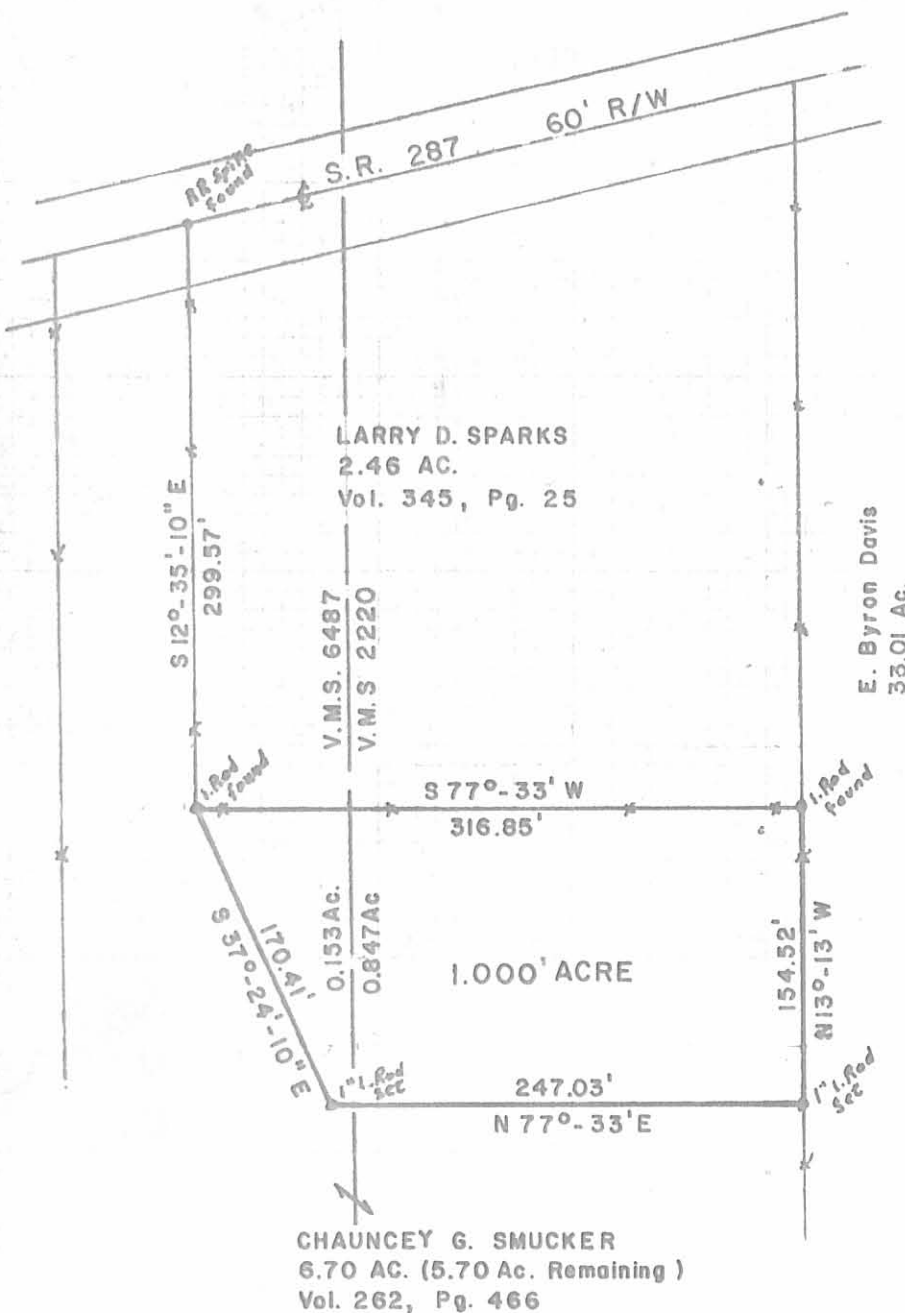 60' R/W
S.R. 287
RR Spike
found
LARRY D. SPARKS
2.46 AC.
Vol. 345, Pg. 25
S 12°-35'-10" E
299.57'
V.M.S. 6487
V.M.S 2220
E. Byron Davis
33.01 Ac.
I.Rod
found
S 77°-33' W
316.85'
I.Rod
found
S 37°-24'-10" E
170.41'
0.153 AC.
0.847 AC
1.000' ACRE
154.52'
N 13°-13' W
1" I.Rod
Set
247.03'
N 77°-33' E
1" I.Rod
Set
CHAUNCEY G. SMUCKER
6.70 AC. (5.70 Ac. Remaining )
Vol. 262, Pg. 466